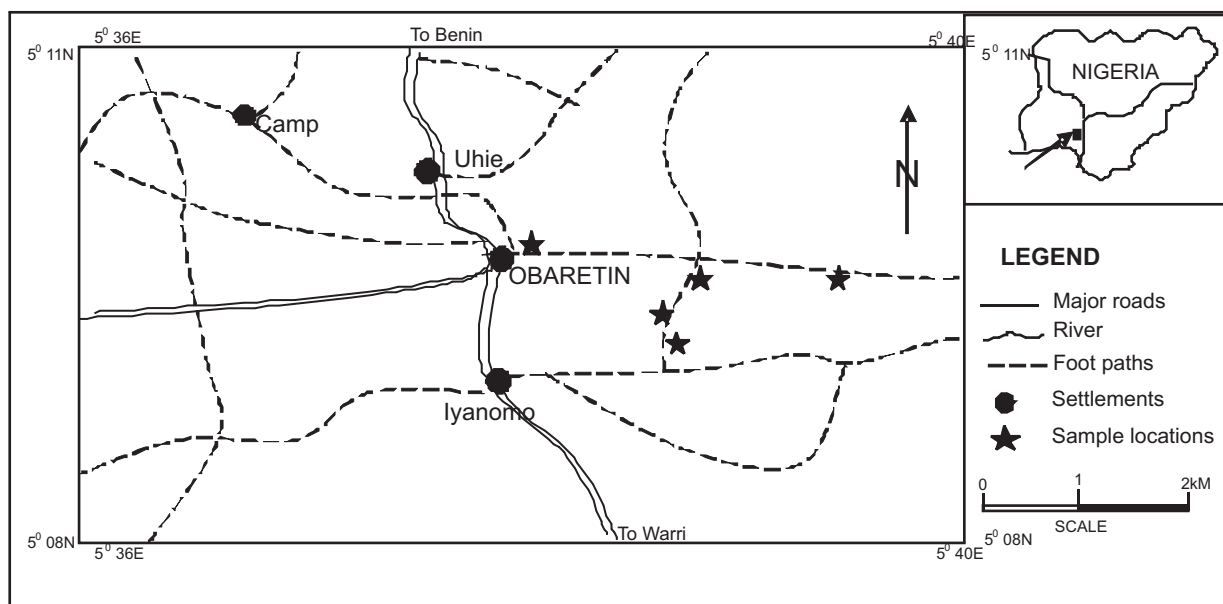 5⁰ 36E
To Benin
5⁰ 40E
5⁰ 11N
5⁰ 11N
NIGERIA
Camp
Uhie
N
OBARETIN
Iyanomo
To Warri
5⁰ 08N
5⁰ 36E
5⁰ 40E
5⁰ 08N
LEGEND
Major roads
River
Foot paths
Settlements
Sample locations
0 1 2kM
SCALE